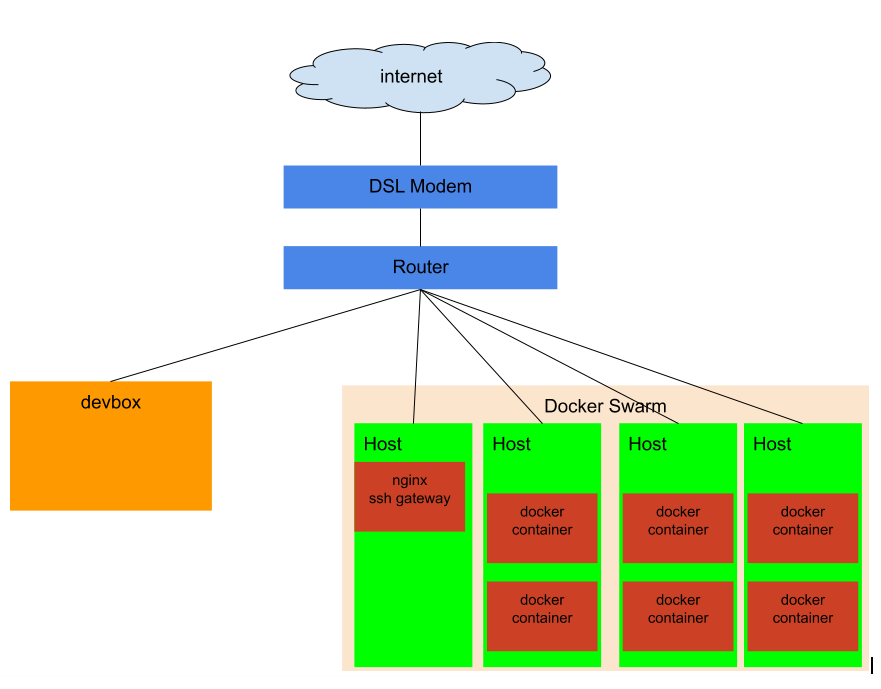 internet
DSL Modem
Router
devbox
Docker Swarm
Host
Host
Host
Host
nginx
ssh gateway
docker
container
docker
container
docker
container
docker
container
docker
container
docker
container